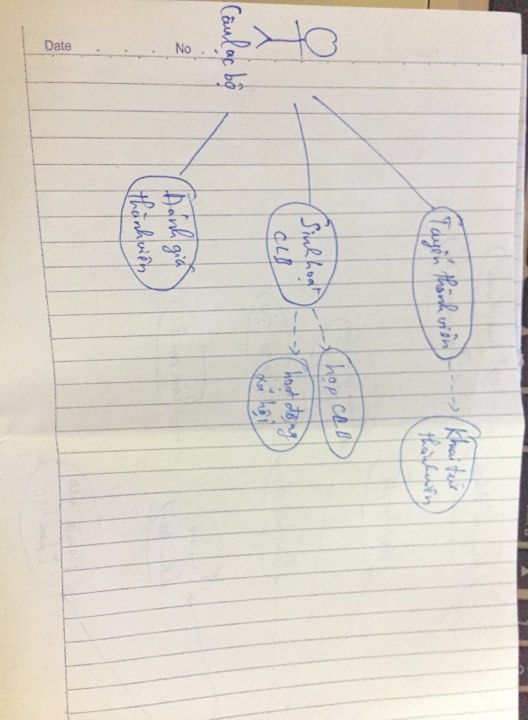 Câu lạc bộ
Date . . . No . .
Tuyển thành viên
Khai trừ
thành viên
Sinh hoạt
CLB
họp CLB
hoạt động
xã hội
Đánh giá
thành viên